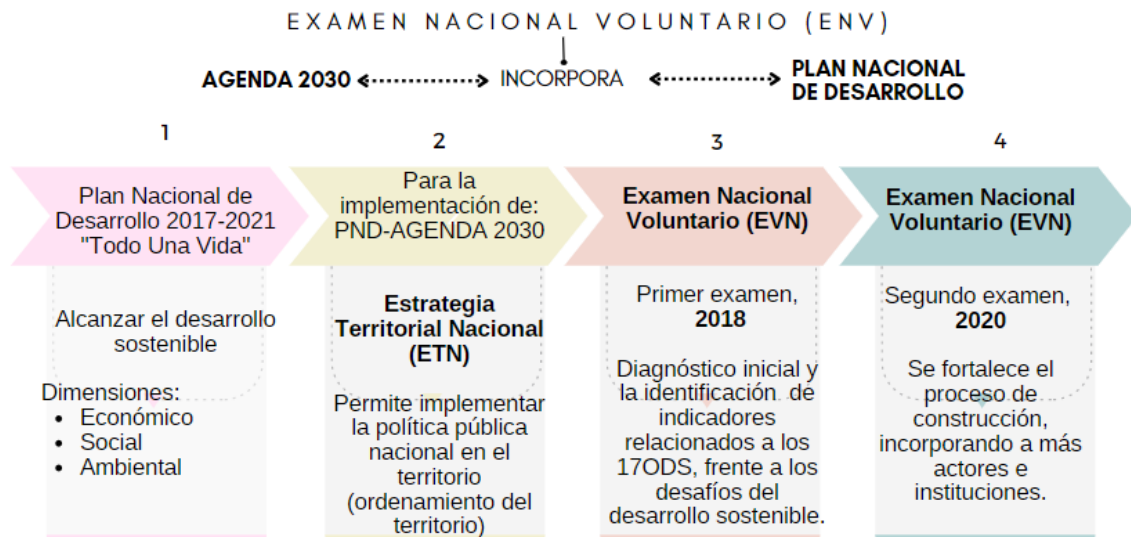 EXAMEN NACIONAL VOLUNTARIO (ENV)
AGENDA 2030 INCORPORA PLAN NACIONAL
DE DESARROLLO
1
Plan Nacional de
Desarrollo 2017-2021
"Todo Una Vida"
Alcanzar el desarrollo
sostenible
Dimensiones:
• Económico
• Social
• Ambiental
2
Para la
implementación de:
PND-AGENDA 2030
Estrategia
Territorial Nacional
(ETN)
Permite implementar
la política pública
nacional en el
territorio
(ordenamiento del
territorio)
3
Examen Nacional
Voluntario (EVN)
Primer examen,
2018
Diagnóstico inicial y
la identificación de
indicadores
relacionados a los
17ODS, frente a los
desafíos del
desarrollo sostenible.
4
Examen Nacional
Voluntario (EVN)
Segundo examen,
2020
Se fortalece el
proceso de
construcción,
incorporando a más
actores e
instituciones.